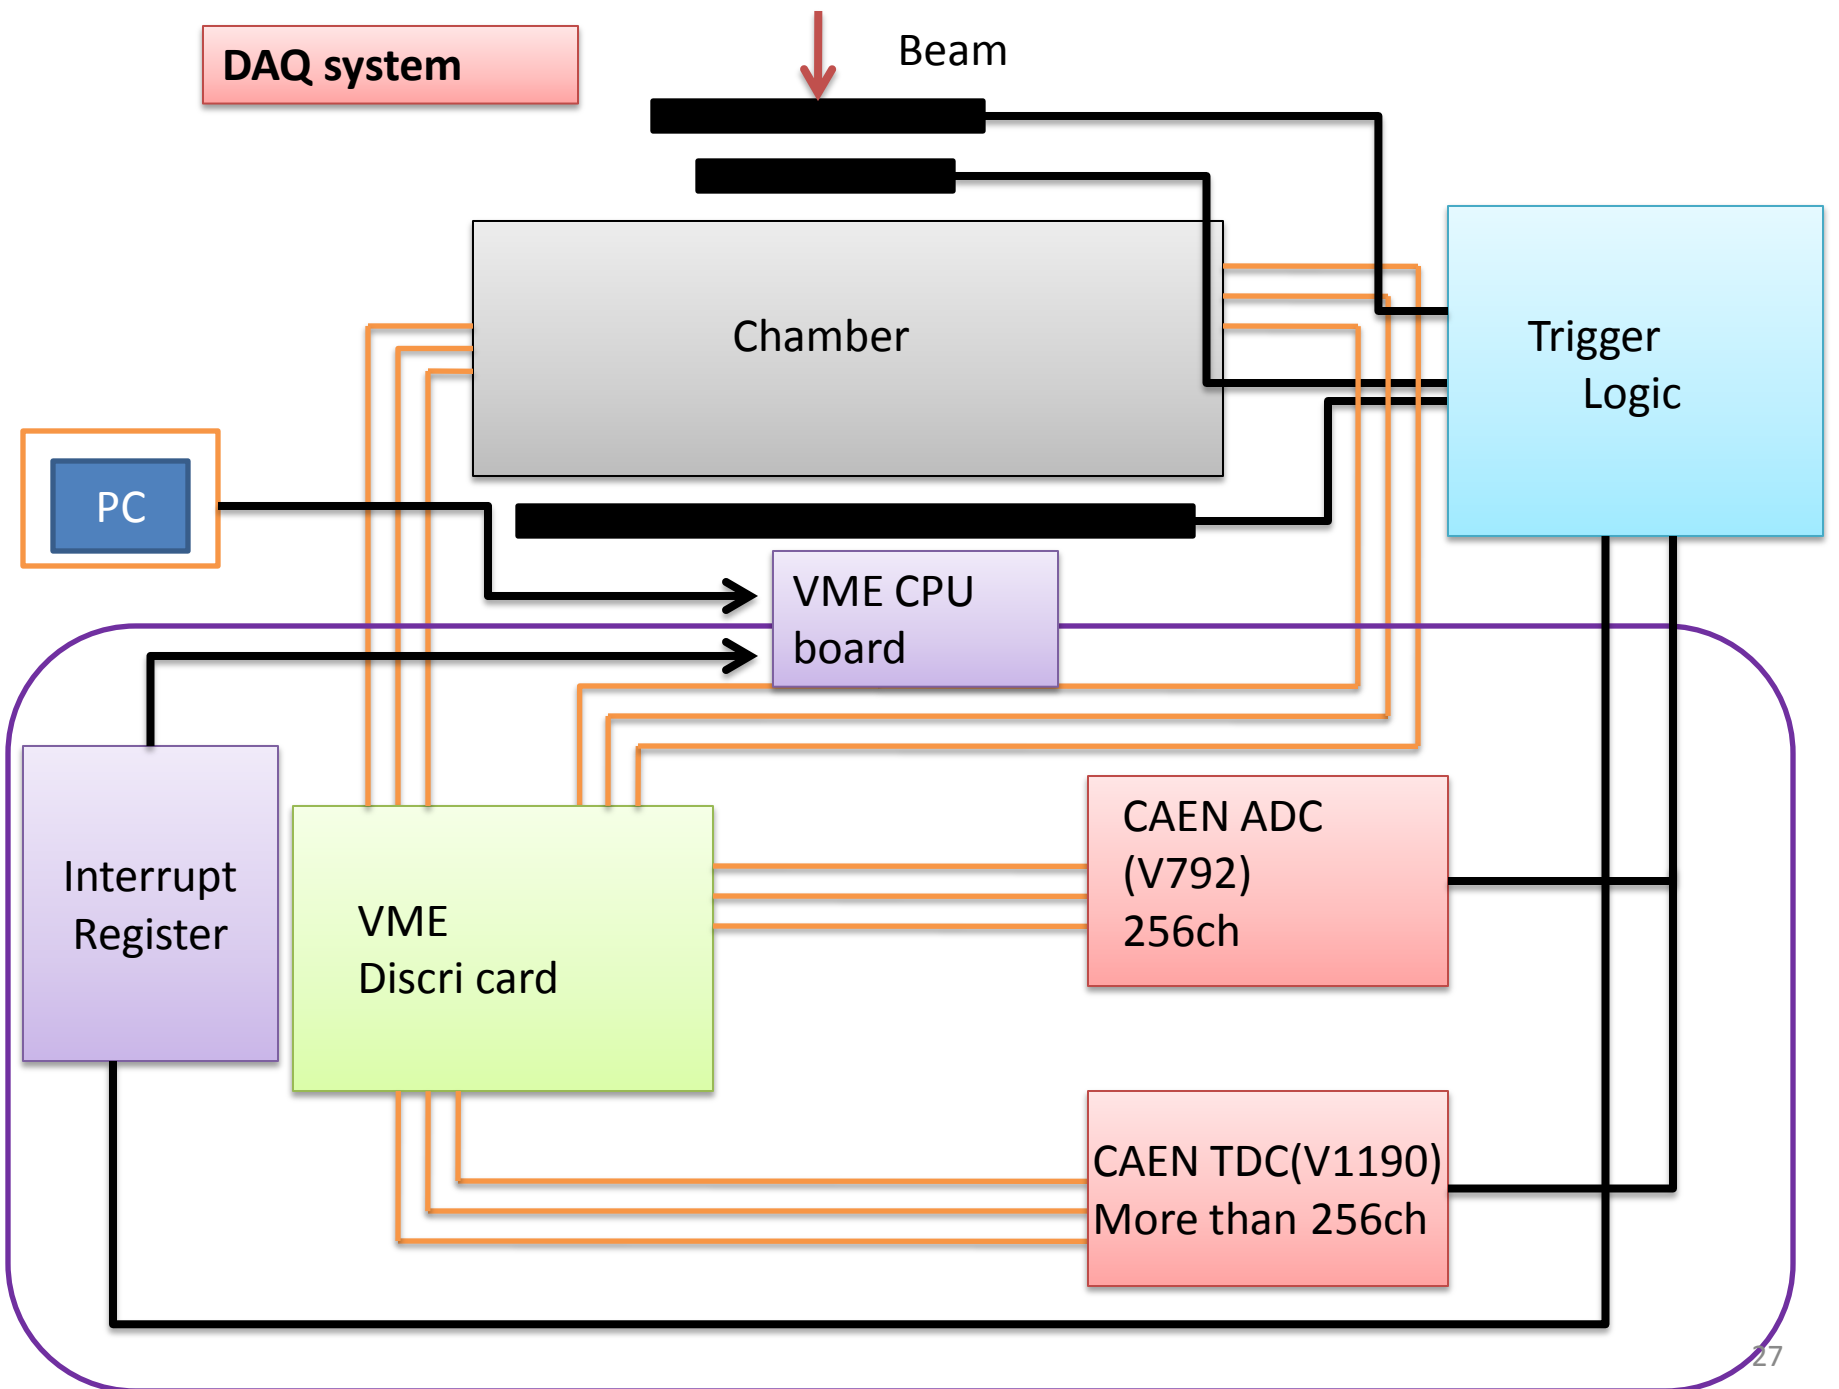 DAQ system
Beam
Chamber
Trigger
Logic
PC
VME CPU
board
Interrupt
Register
VME
Discri card
CAEN ADC
(V792)
256ch
CAEN TDC(V1190)
More than 256ch
27